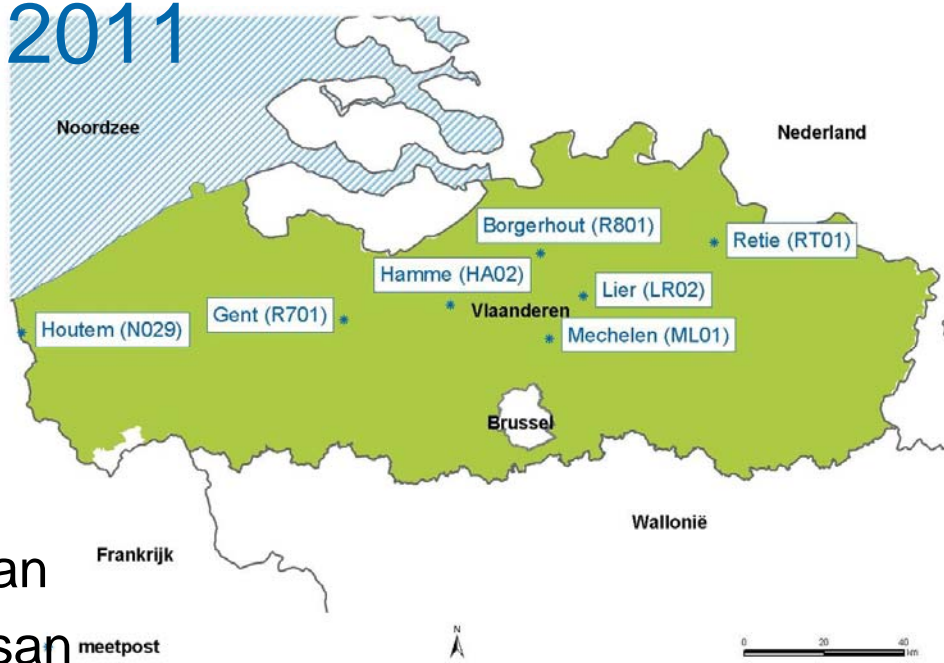 2011
Noordzee
Nederland
Borgerhout (R801)
Retie (RT01)
Hamme (HA02)
Lier (LR02)
Vlaanderen
Gent (R701)
Houtem (N029)
Mechelen (ML01)
Brussel
Wallonië
Frankrijk
an
san
meetpost
N
0 20 40
km